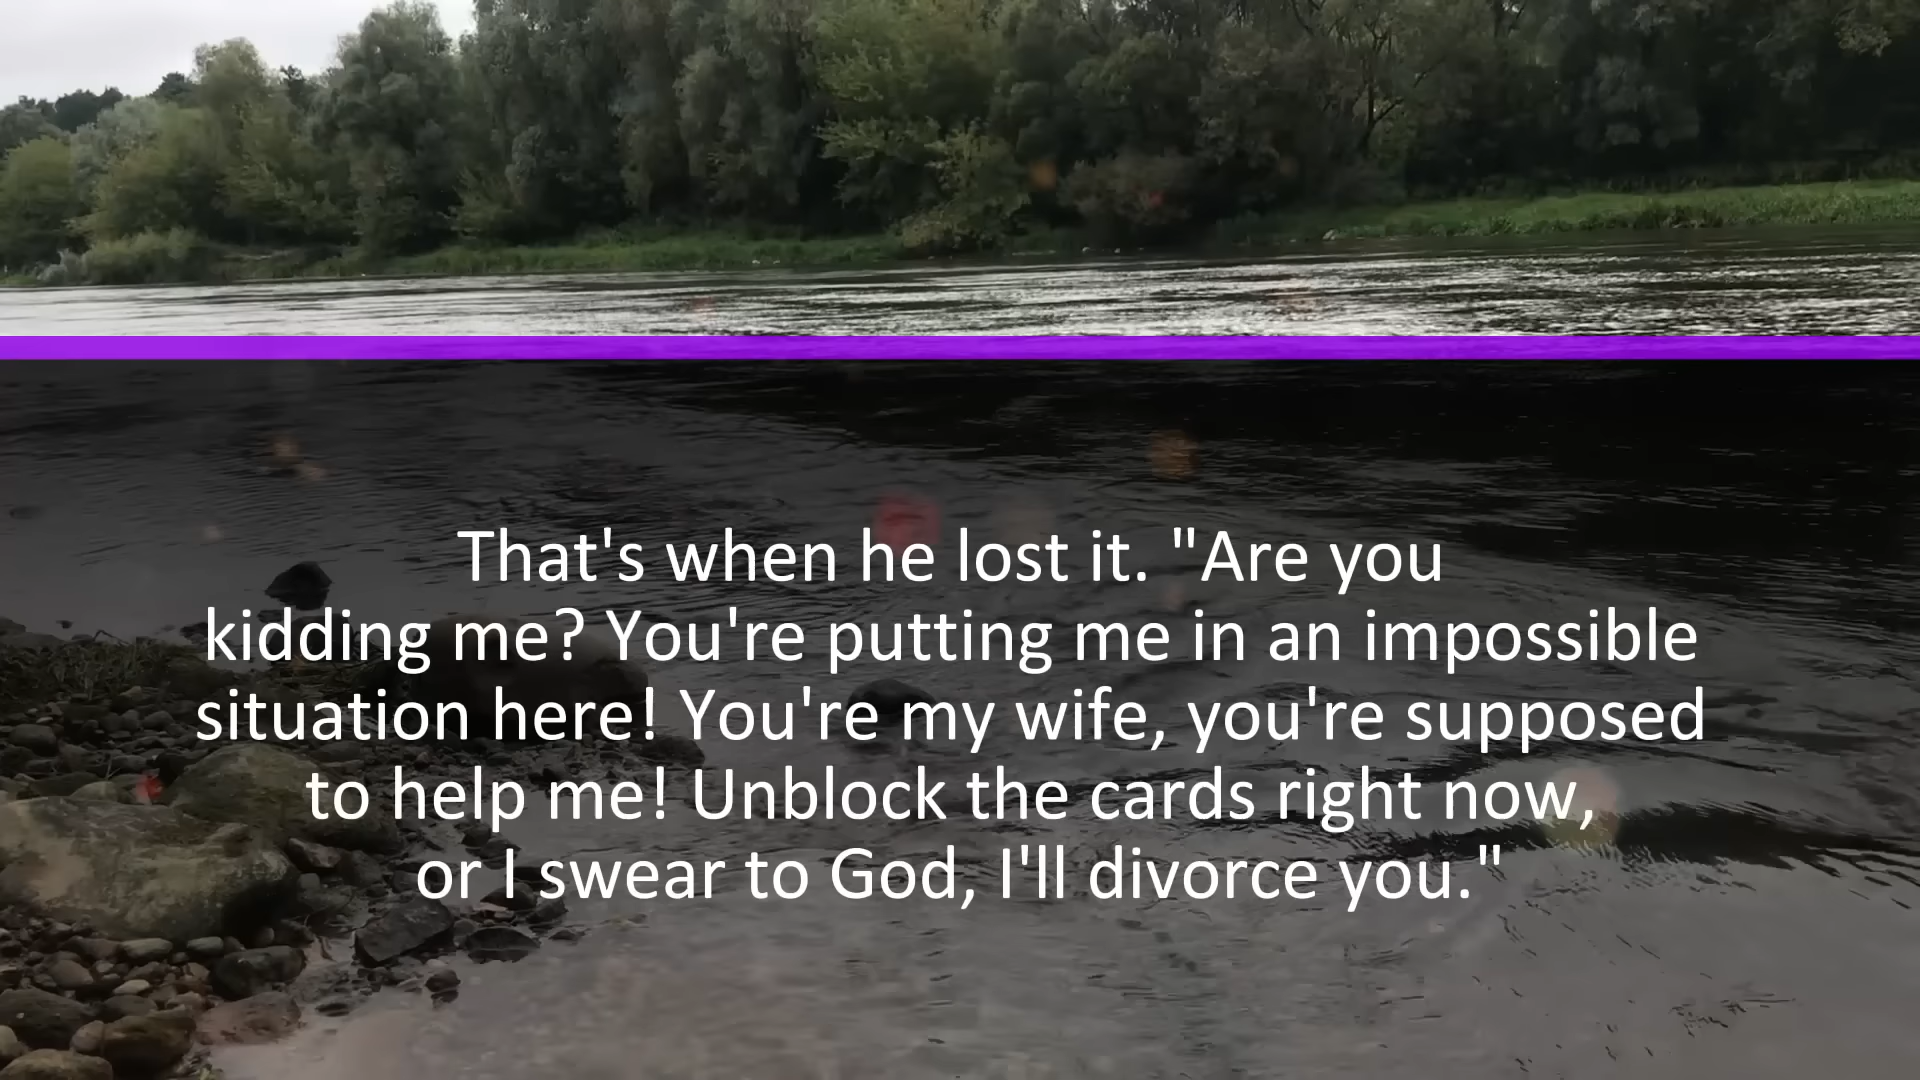 That's when he lost it. "Are you
kidding me? You're putting me in an impossible
situation here! You're my wife, you're supposed
to help me! Unblock the cards right now,
or I swear to God, I'll divorce you."